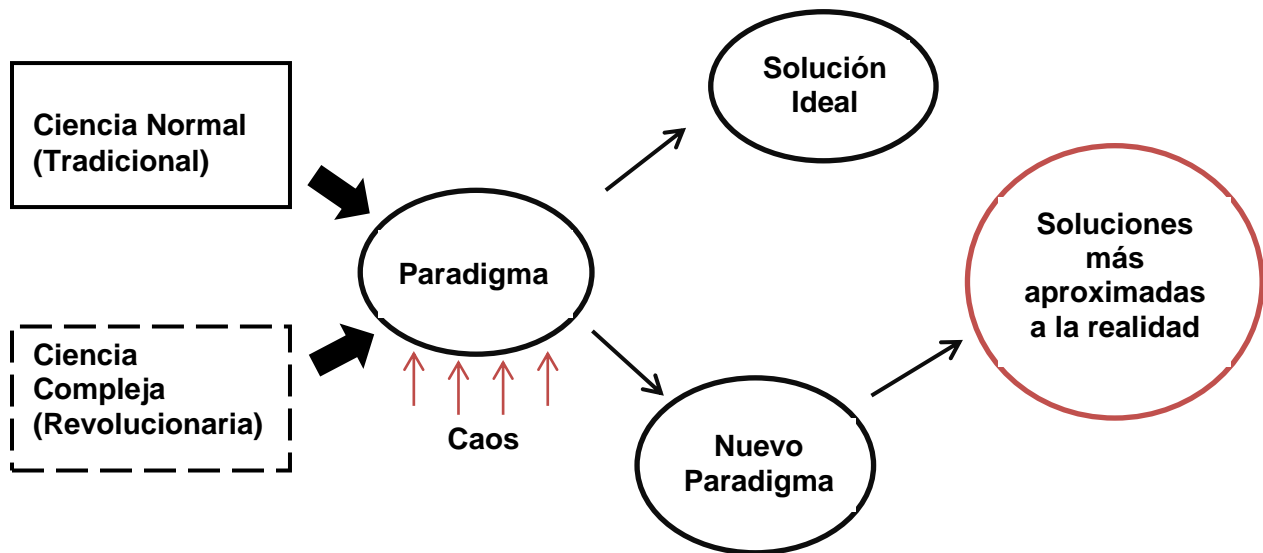 Ciencia Normal
(Tradicional)
Ciencia
Compleja
(Revolucionaria)
Paradigma
Caos
Solución
Ideal
Nuevo
Paradigma
Soluciones
más
aproximadas
a la realidad